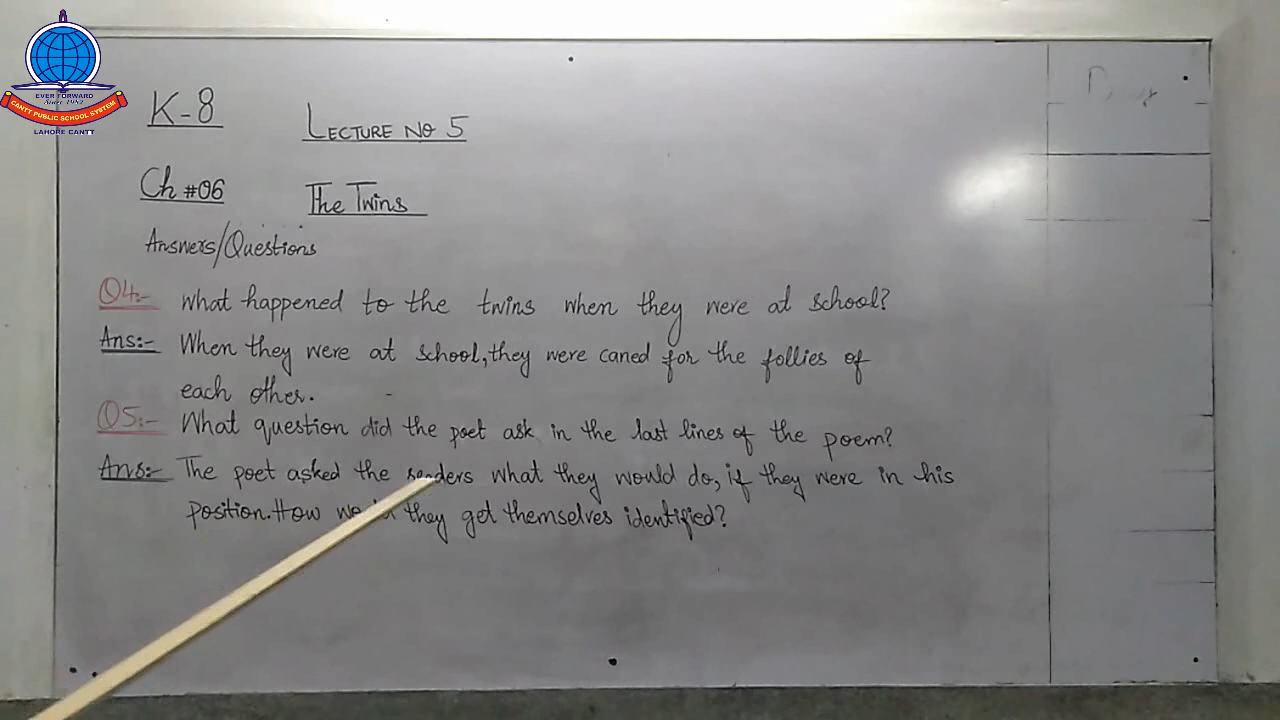 EVER FORWARD
Since 1982
CANTT PUBLIC SCHOOL SYSTEM
LAHORE CANTT
K-8
LECTURE NO 5
Ch #06
The Twins
Answers/Questions
Q4:- What happened to the twins when they were at school?
Ans:- When they were at school, they were caned for the follies of
each other.
Q5:- What question did the poet ask in the last lines of the poem?
Ans:- The poet asked the readers what they would do, if they were in his
position. How would they get themselves identified?